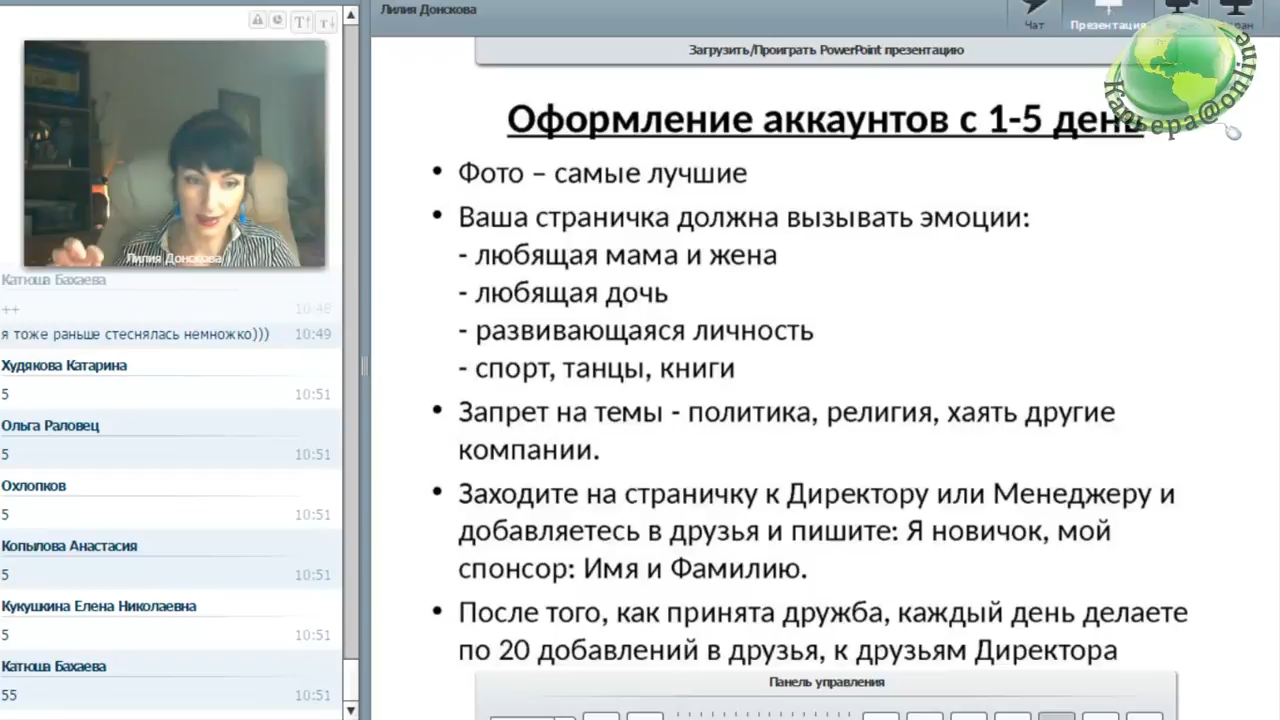 Лилия Донскова
Чат
Презентация
Загрузить/Проиграть PowerPoint презентацию
Карьера@online
Лилия Донскова
Катюша Бахаева
++ 10:48
я тоже раньше стеснялась немножко))) 10:49
Худякова Катарина
5 10:51
Ольга Раловец
5 10:51
Охлопков
5 10:51
Копылова Анастасия
5 10:51
Кукушкина Елена Николаевна
5 10:51
Катюша Бахаева
55 10:51
Оформление аккаунтов с 1-5 день
• Фото – самые лучшие
• Ваша страничка должна вызывать эмоции:
- любящая мама и жена
- любящая дочь
- развивающаяся личность
- спорт, танцы, книги
• Запрет на темы - политика, религия, хаять другие
компании.
• Заходите на страничку к Директору или Менеджеру и
добавляетесь в друзья и пишите: Я новичок, мой
спонсор: Имя и Фамилию.
• После того, как принята дружба, каждый день делаете
по 20 добавлений в друзья, к друзьям Директора
Панель управления